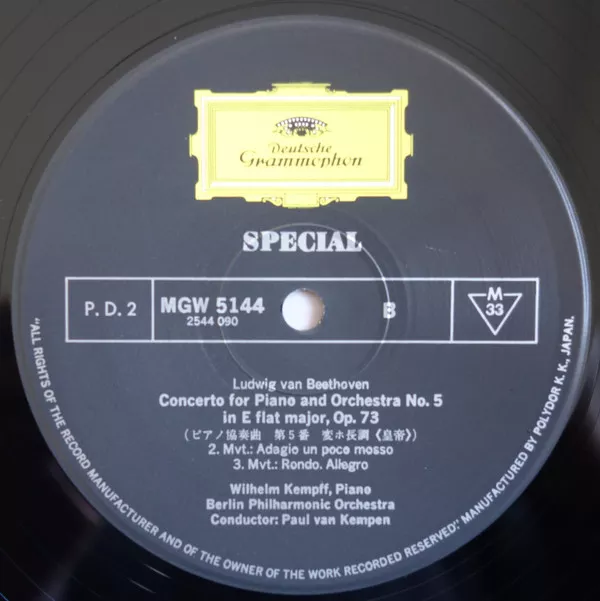 Deutsche
Grammophon
SPECIAL
P. D. 2
MGW 5144
2544 090
B
M
33
Ludwig van Beethoven
Concerto for Piano and Orchestra No. 5
in E flat major, Op. 73
(ピアノ協奏曲 第5番 変ホ長調《皇帝》)
2. Mvt.: Adagio un poco mosso
3. Mvt.: Rondo. Allegro
Wilhelm Kempff, Piano
Berlin Philharmonic Orchestra
Conductor: Paul van Kempen
"ALL RIGHTS OF THE RECORD MANUFACTURER AND OF THE OWNER OF THE WORK RECORDED RESERVED." MANUFACTURED BY POLYDOR K. K., JAPAN.